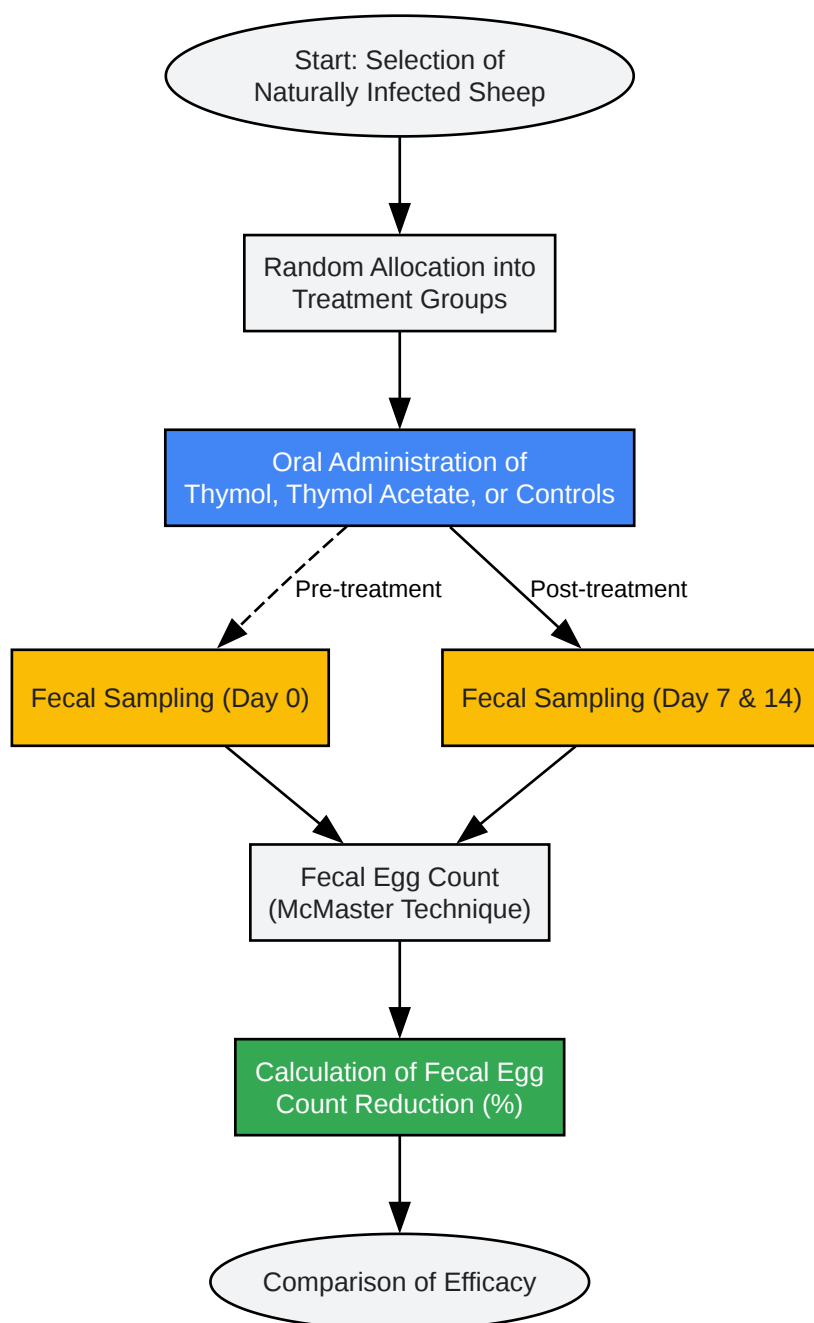 Start: Selection of
Naturally Infected Sheep
Random Allocation into
Treatment Groups
Oral Administration of
Thymol, Thymol Acetate, or Controls
Pre-treatment
Post-treatment
Fecal Sampling (Day 0)
Fecal Sampling (Day 7 & 14)
Fecal Egg Count
(McMaster Technique)
Calculation of Fecal Egg
Count Reduction (%)
Comparison of Efficacy